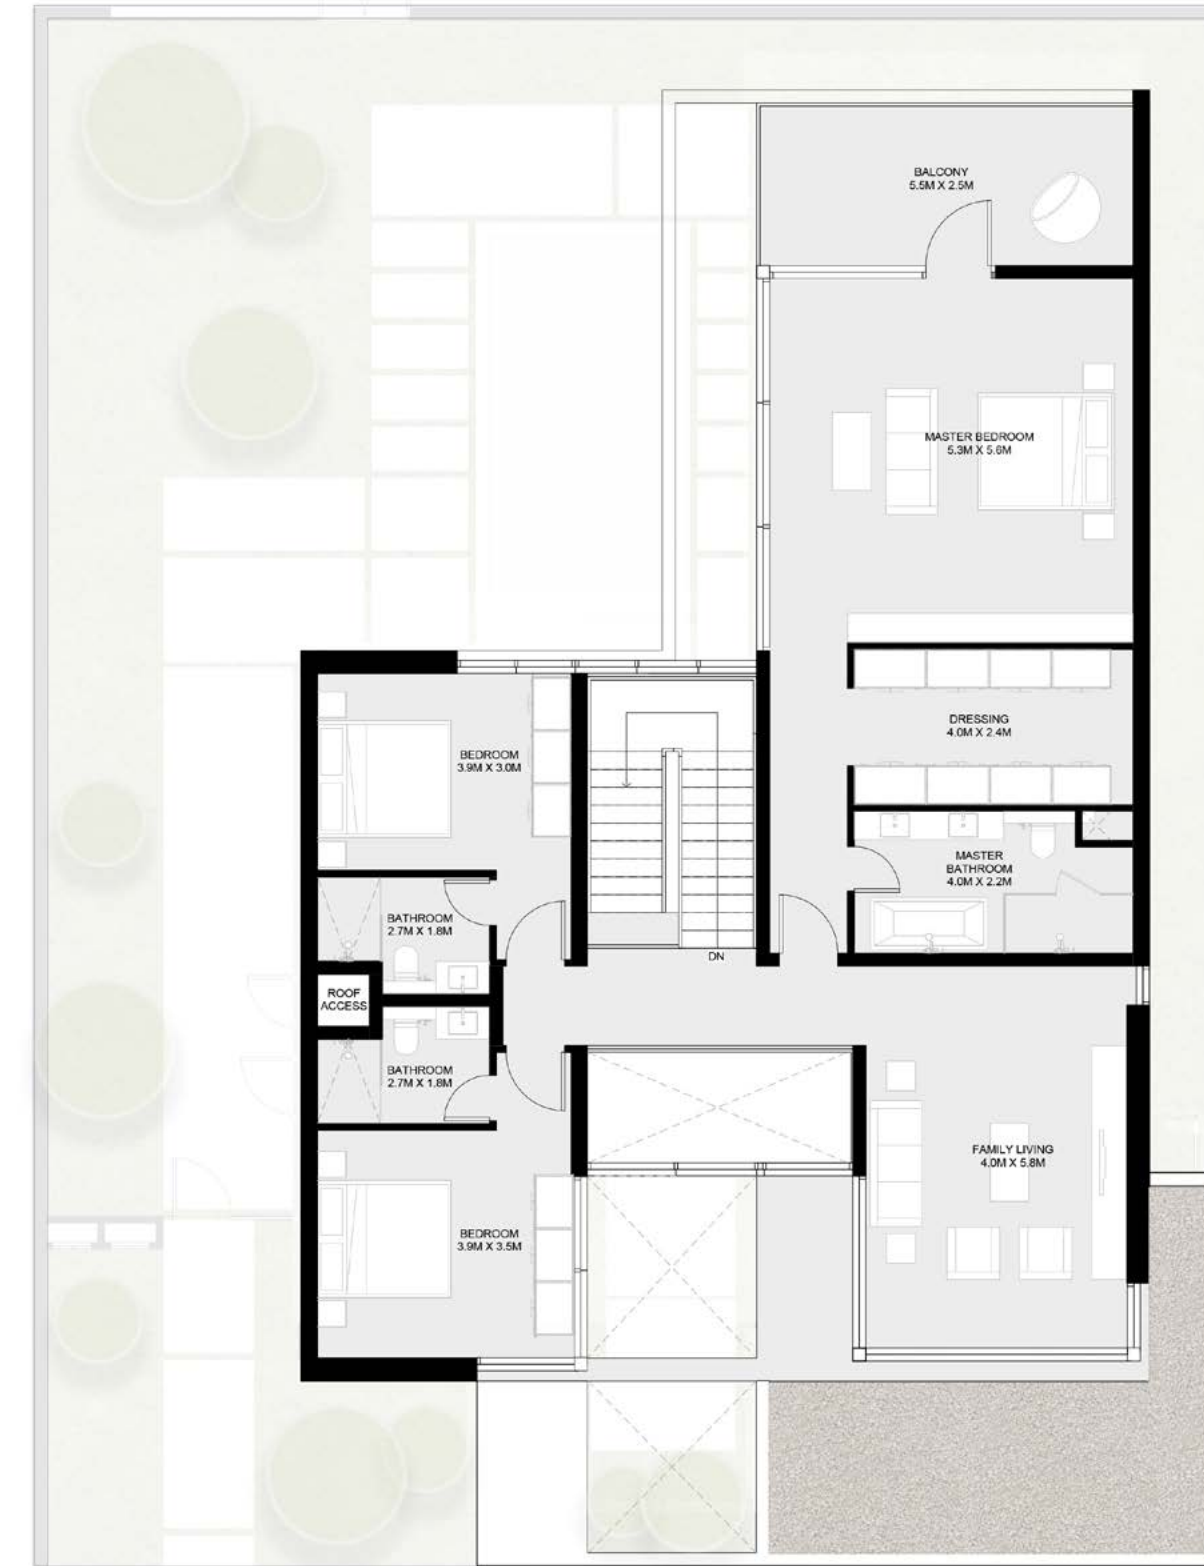 BALCONY
5.5M X 2.5M
MASTER BEDROOM
5.3M X 5.6M
DRESSING
4.0M X 2.4M
BEDROOM
3.9M X 3.0M
MASTER
BATHROOM
4.0M X 2.2M
BATHROOM
2.7M X 1.8M
DN
ROOF
ACCESS
BATHROOM
2.7M X 1.8M
FAMILY LIVING
4.0M X 5.8M
BEDROOM
3.9M X 3.5M